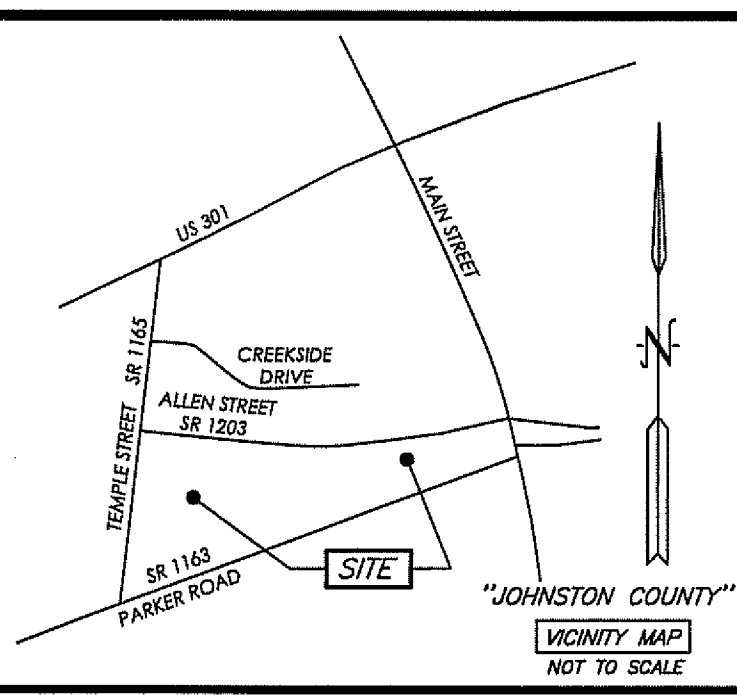 US 301
MAIN STREET
SR 1165
CREEKSIDE
DRIVE
ALLEN STREET
SR 1203
TEMPLE STREET
N
SR 1163
PARKER ROAD
SITE
"JOHNSTON COUNTY"
VICINITY MAP
NOT TO SCALE